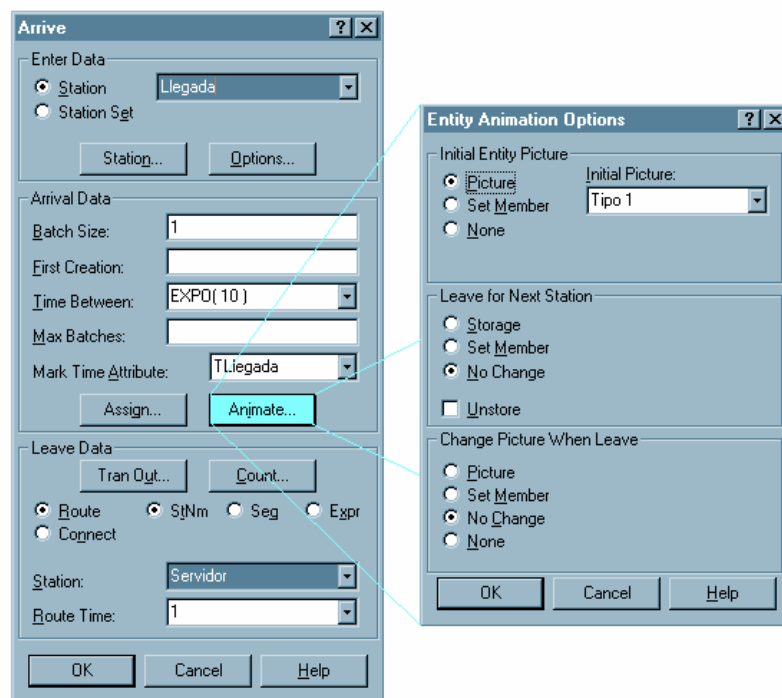 Arrive
Enter Data
Station Llegada
Station Set
Station... Options...
Arrival Data
Batch Size: 1
First Creation:
Time Between: EXPO( 10 )
Max Batches:
Mark Time Attribute: TLlegada
Assign... Animate...
Leave Data
Tran Out... Count...
Route StNm Seg Expr
Connect
Station: Servidor
Route Time: 1
OK Cancel Help
Entity Animation Options
Initial Entity Picture
Picture Initial Picture:
Set Member Tipo 1
None
Leave for Next Station
Storage
Set Member
No Change
Unstore
Change Picture When Leave
Picture
Set Member
No Change
None
OK Cancel Help